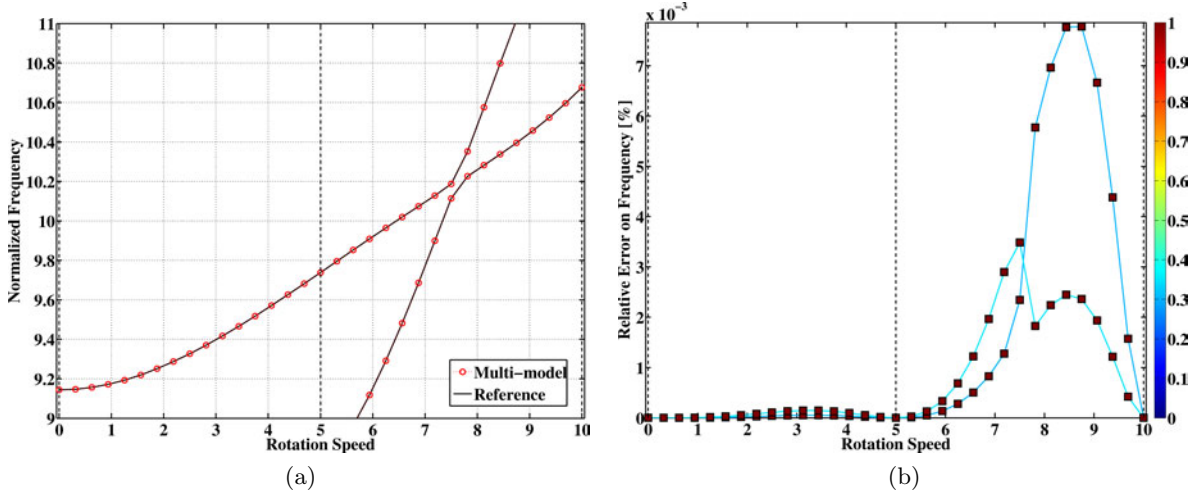 11
10.8
10.6
10.4
10.2
10
9.8
9.6
9.4
9.2
9
Normalized Frequency
0 1 2 3 4 5 6 7 8 9 10
Rotation Speed
Multi-model
Reference
(a)
x 10⁻³
7
6
5
4
3
2
1
0
Relative Error on Frequency [%]
0 1 2 3 4 5 6 7 8 9 10
Rotation Speed
1
0.9
0.8
0.7
0.6
0.5
0.4
0.3
0.2
0.1
0
(b)